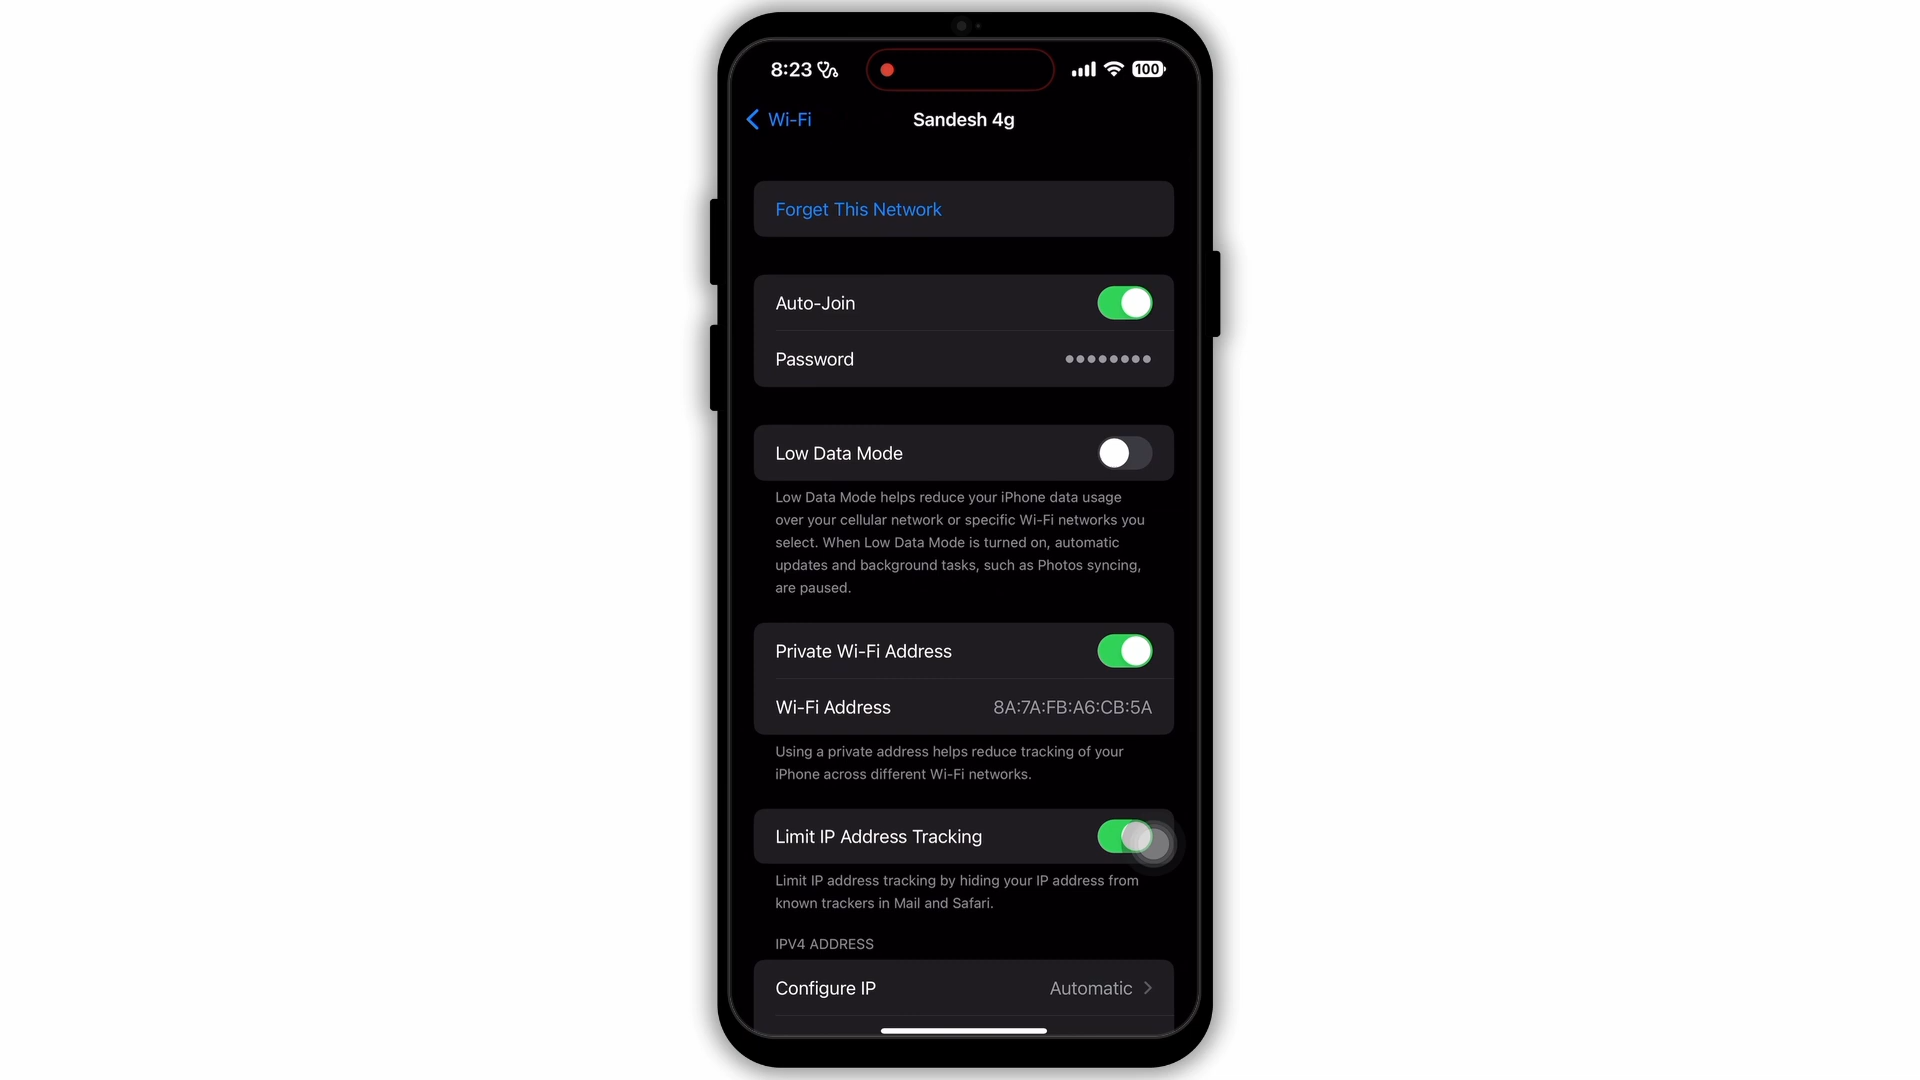 8:23
100
Wi-Fi
Sandesh 4g
Forget This Network
Auto-Join
Password ●●●●●●●●
Low Data Mode
Low Data Mode helps reduce your iPhone data usage
over your cellular network or specific Wi-Fi networks you
select. When Low Data Mode is turned on, automatic
updates and background tasks, such as Photos syncing,
are paused.
Private Wi-Fi Address
Wi-Fi Address 8A:7A:FB:A6:CB:5A
Using a private address helps reduce tracking of your
iPhone across different Wi-Fi networks.
Limit IP Address Tracking
Limit IP address tracking by hiding your IP address from
known trackers in Mail and Safari.
IPV4 ADDRESS
Configure IP Automatic